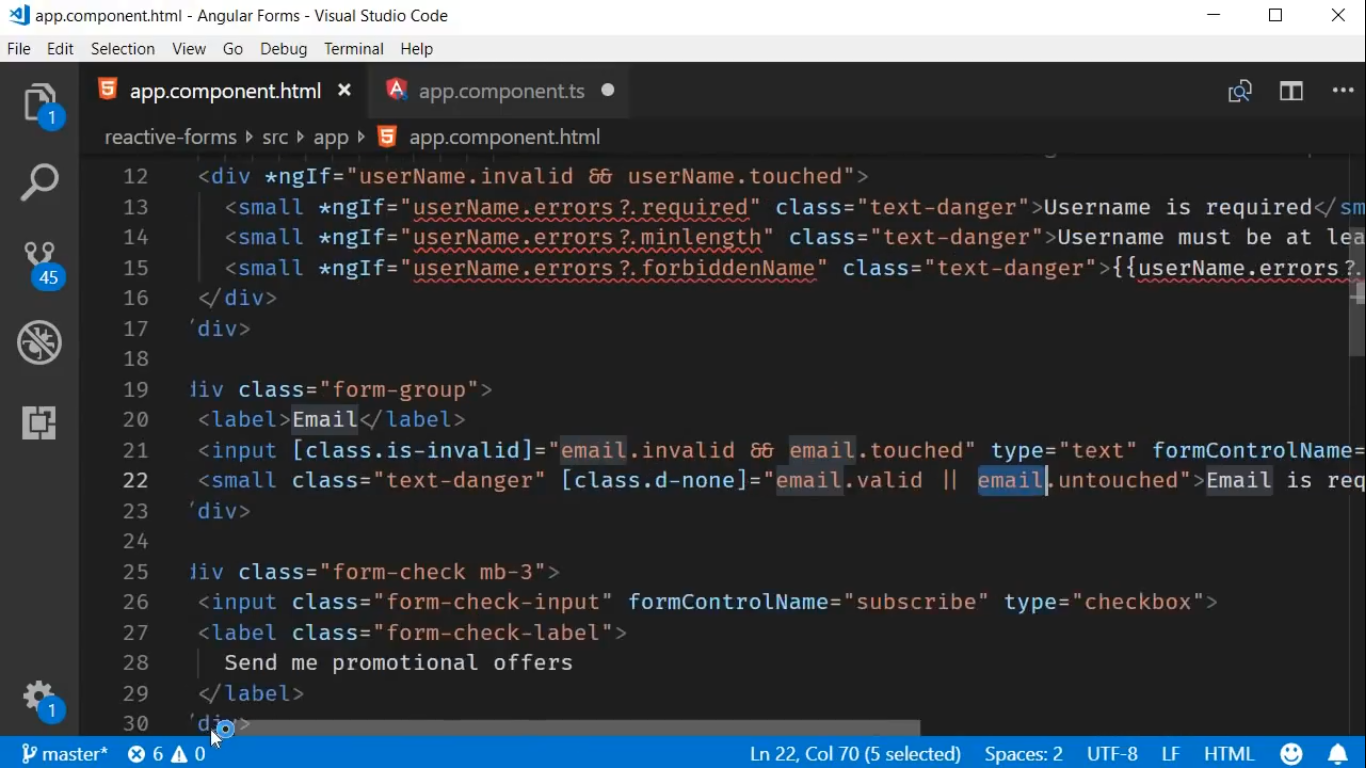 app.component.html - Angular Forms - Visual Studio Code
File Edit Selection View Go Debug Terminal Help
app.component.html app.component.ts
reactive-forms src app app.component.html
12 <div *ngIf="userName.invalid && userName.touched">
13 <small *ngIf="userName.errors?.required" class="text-danger">Username is required</sm
14 <small *ngIf="userName.errors?.minlength" class="text-danger">Username must be at lea
15 <small *ngIf="userName.errors?.forbiddenName" class="text-danger">{{userName.errors?.
16 </div>
17 /div>
18
19 div class="form-group">
20 <label>Email</label>
21 <input [class.is-invalid]="email.invalid && email.touched" type="text" formControlName=
22 <small class="text-danger" [class.d-none]="email.valid || email.untouched">Email is req
23 /div>
24
25 div class="form-check mb-3">
26 <input class="form-check-input" formControlName="subscribe" type="checkbox">
27 <label class="form-check-label">
28 Send me promotional offers
29 </label>
30 /div>
1
45
1
master* 6 0 Ln 22, Col 70 (5 selected) Spaces: 2 UTF-8 LF HTML